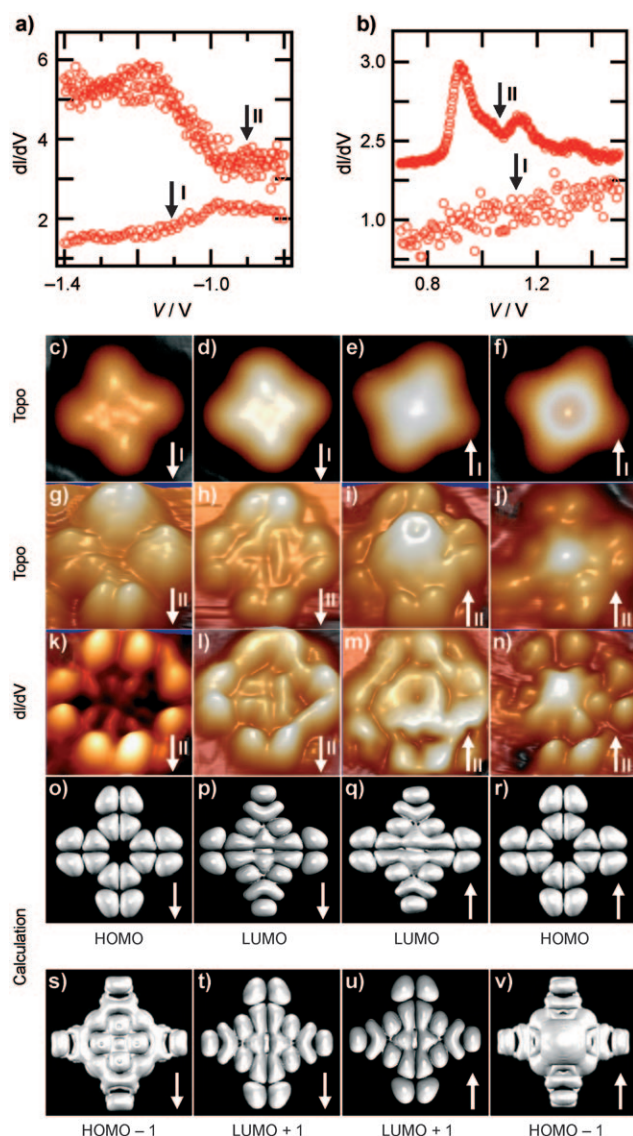 a) b)
6
4
2
dI/dV
II
I
−1.4 −1.0
V / V
3.0
2.5
1.0
dI/dV
II
I
0.8 1.2
V / V
Topo
c) d) e) f)
I I I I
Topo
g) h) i) j)
II II II II
dI/dV
k) l) m) n)
II II II II
Calculation
o) p) q) r)
HOMO LUMO LUMO HOMO
s) t) u) v)
HOMO – 1 LUMO + 1 LUMO + 1 HOMO – 1